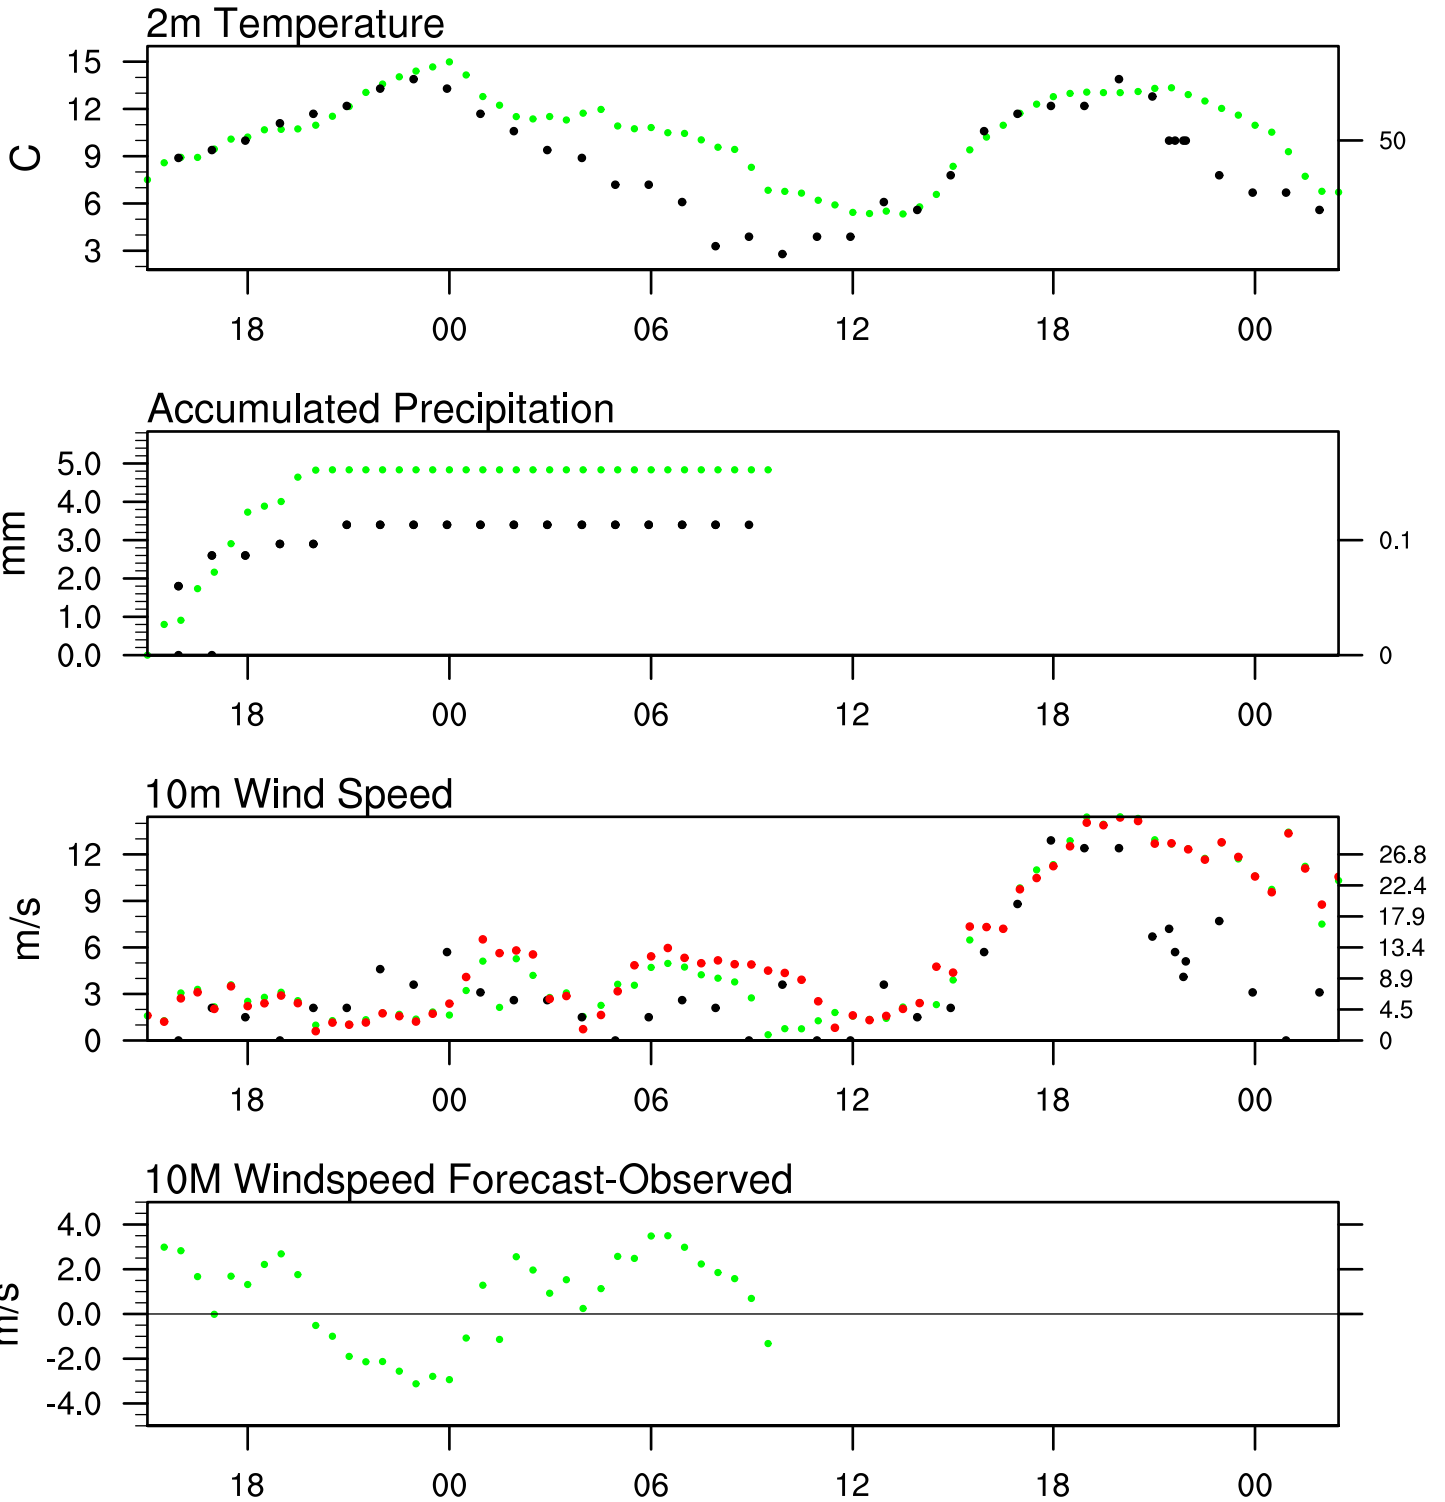 2m Temperature
15
12
9
6
3
C
50
18 00 06 12 18 00
Accumulated Precipitation
5.0
4.0
3.0
2.0
1.0
0.0
mm
0.1
0
18 00 06 12 18 00
10m Wind Speed
12
9
6
3
0
m/s
26.8
22.4
17.9
13.4
8.9
4.5
0
18 00 06 12 18 00
10M Windspeed Forecast-Observed
4.0
2.0
0.0
-2.0
-4.0
m/s
18 00 06 12 18 00